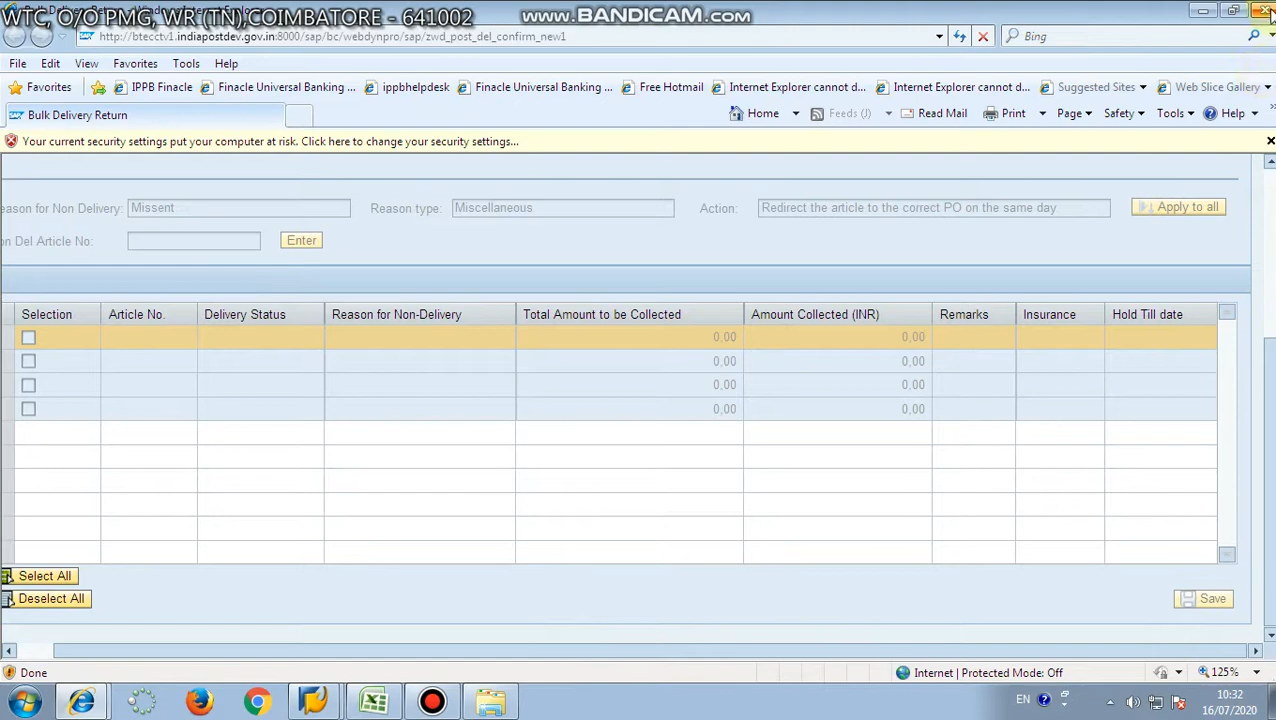 WTC, O/O PMG, WR (TN),COIMBATORE - 641002
www.BANDICAM.com
http://btecctv1.indiapostdev.gov.in:8000/sap/bc/webdynpro/sap/zwd_post_del_confirm_new1
Bing
File Edit View Favorites Tools Help
Favorites IPPB Finacle Finacle Universal Banking ... ippbhelpdesk Finacle Universal Banking ... Free Hotmail Internet Explorer cannot d... Internet Explorer cannot d... Suggested Sites Web Slice Gallery
Bulk Delivery Return Home Feeds (J) Read Mail Print Page Safety Tools Help
Your current security settings put your computer at risk. Click here to change your security settings...
eason for Non Delivery: Missent Reason type: Miscellaneous Action: Redirect the article to the correct PO on the same day Apply to all
on Del Article No: Enter
Selection Article No. Delivery Status Reason for Non-Delivery Total Amount to be Collected Amount Collected (INR) Remarks Insurance Hold Till date
0,00 0,00
0,00 0,00
0,00 0,00
0,00 0,00
Select All
Deselect All Save
Done Internet | Protected Mode: Off 125%
EN 10:32
16/07/2020